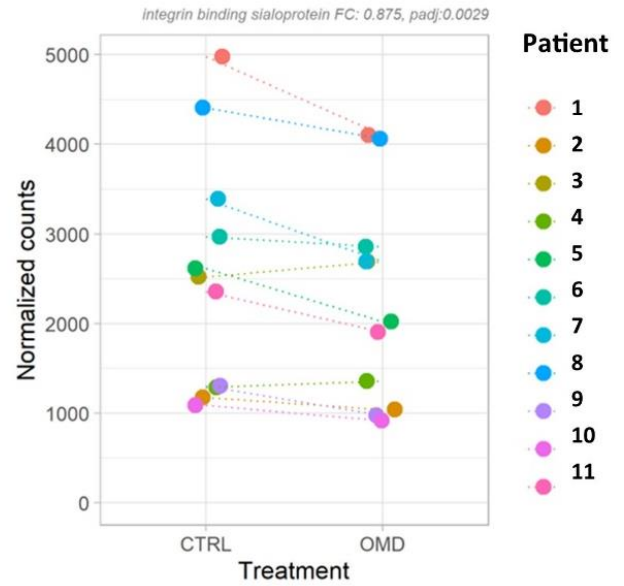 integrin binding sialoprotein FC: 0.875, padj:0.0029
Patient
5000
4000
3000
2000
1000
0
Normalized counts
CTRL
OMD
Treatment
1
2
3
4
5
6
7
8
9
10
11